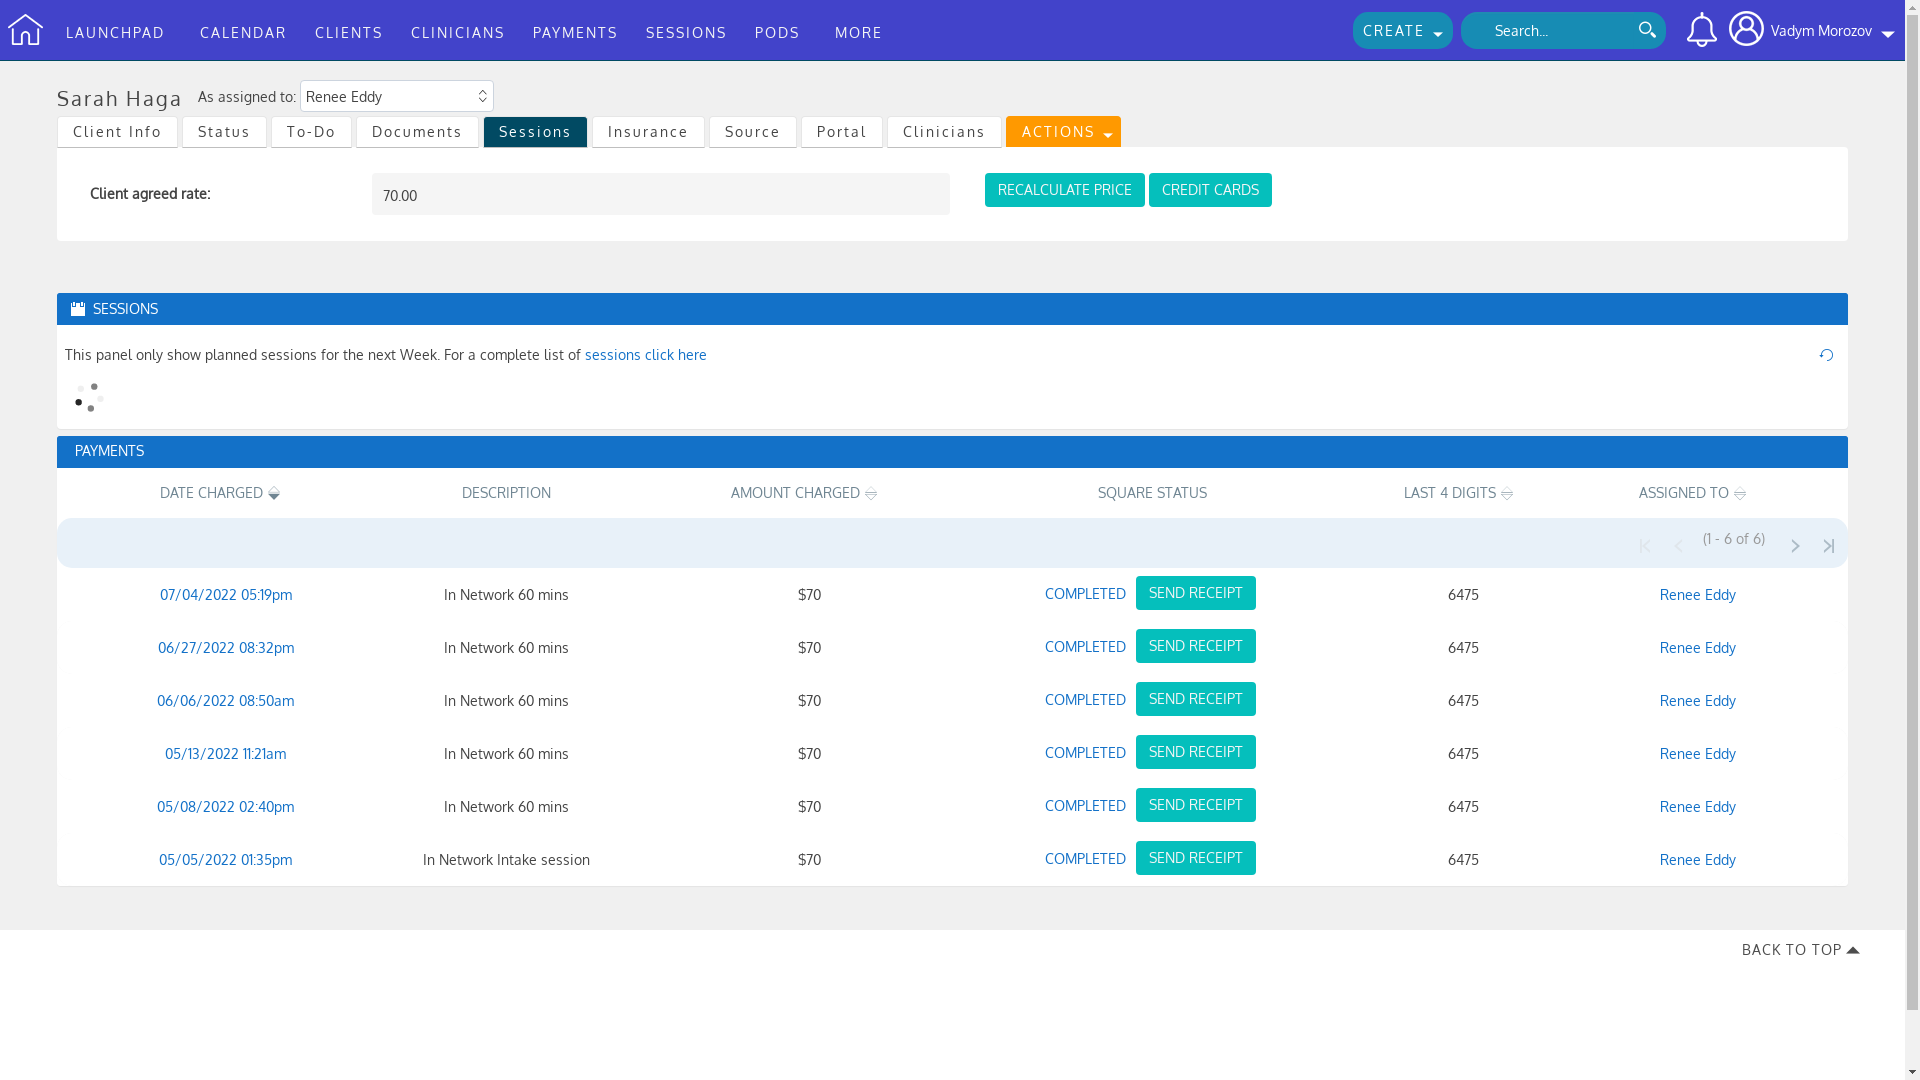 LAUNCHPAD CALENDAR CLIENTS CLINICIANS PAYMENTS SESSIONS PODS MORE CREATE Search... Vadym Morozov
Sarah Haga As assigned to: Renee Eddy
Client Info Status To-Do Documents Sessions Insurance Source Portal Clinicians ACTIONS
Client agreed rate: 70.00 RECALCULATE PRICE CREDIT CARDS
SESSIONS
This panel only show planned sessions for the next Week. For a complete list of sessions click here
PAYMENTS
DATE CHARGED DESCRIPTION AMOUNT CHARGED SQUARE STATUS LAST 4 DIGITS ASSIGNED TO
(1 - 6 of 6)
07/04/2022 05:19pm In Network 60 mins $70 COMPLETED SEND RECEIPT 6475 Renee Eddy
06/27/2022 08:32pm In Network 60 mins $70 COMPLETED SEND RECEIPT 6475 Renee Eddy
06/06/2022 08:50am In Network 60 mins $70 COMPLETED SEND RECEIPT 6475 Renee Eddy
05/13/2022 11:21am In Network 60 mins $70 COMPLETED SEND RECEIPT 6475 Renee Eddy
05/08/2022 02:40pm In Network 60 mins $70 COMPLETED SEND RECEIPT 6475 Renee Eddy
05/05/2022 01:35pm In Network Intake session $70 COMPLETED SEND RECEIPT 6475 Renee Eddy
BACK TO TOP